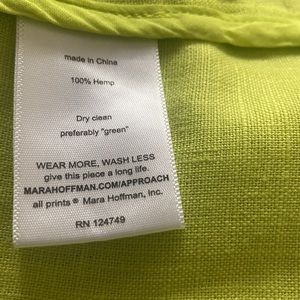 made in China
100% Hemp
Dry clean
preferably "green"
WEAR MORE, WASH LESS
give this piece a long life.
MARAHOFFMAN.COM/APPROACH
all prints ® Mara Hoffman, Inc.
RN 124749